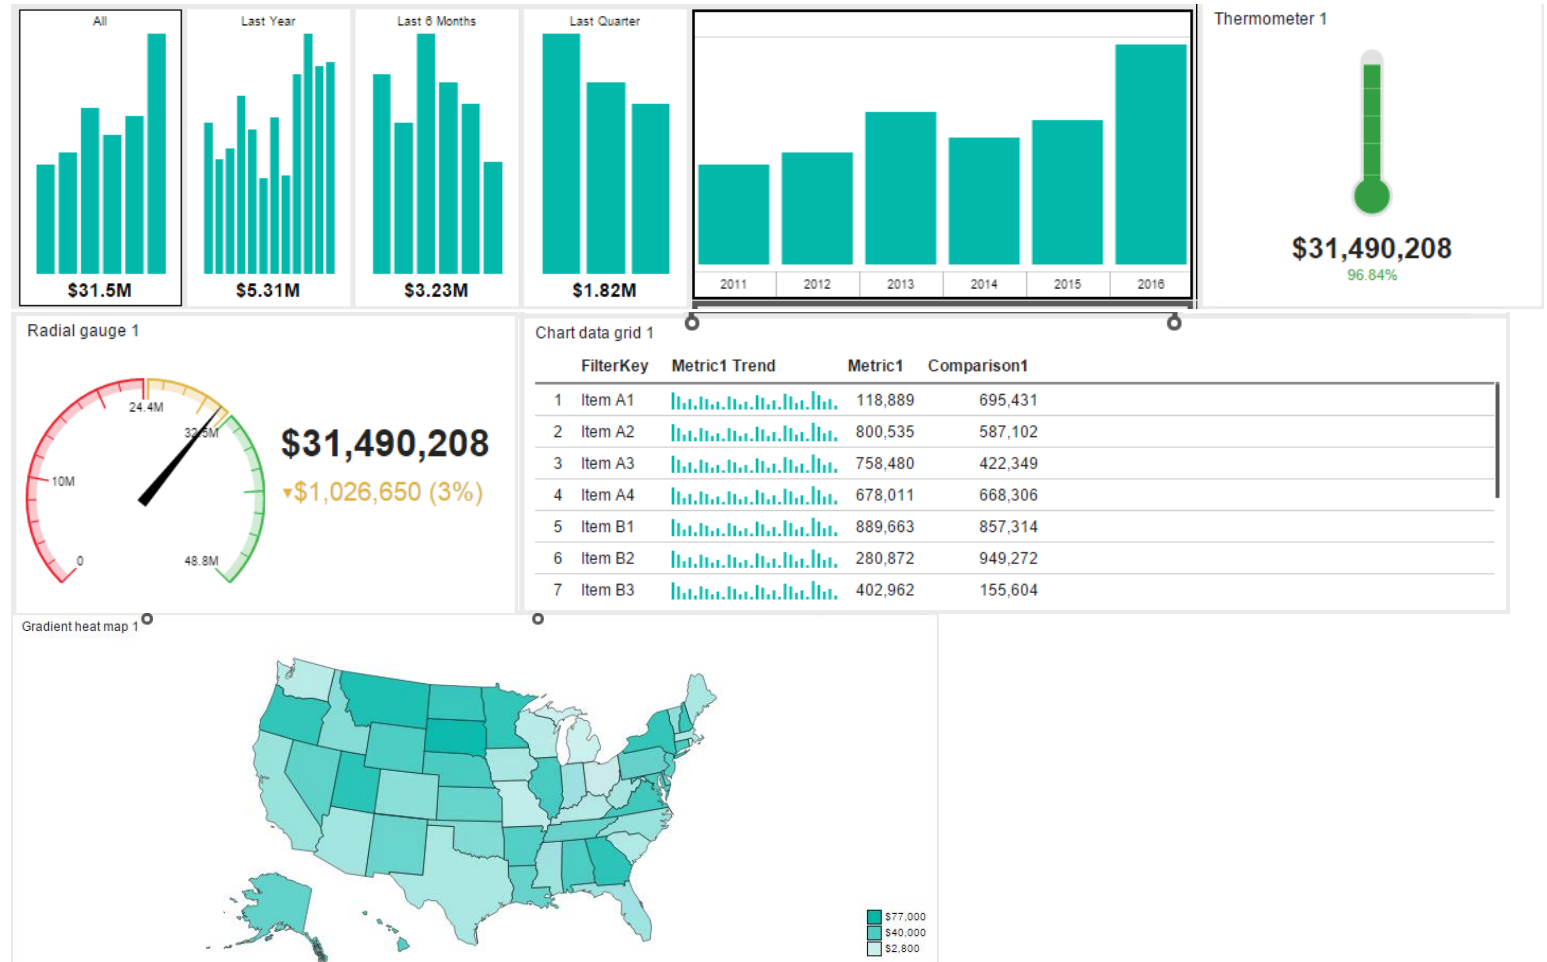 All
Last Year
Last 6 Months
Last Quarter
$31.5M
$5.31M
$3.23M
$1.82M
2011 2012 2013 2014 2015 2016
Thermometer 1
$31,490,208
96.84%
Radial gauge 1
0
10M
24.4M
32.5M
48.8M
$31,490,208
▼$1,026,650 (3%)
Chart data grid 1
FilterKey Metric1 Trend Metric1 Comparison1
1 Item A1 118,889 695,431
2 Item A2 800,535 587,102
3 Item A3 758,480 422,349
4 Item A4 678,011 668,306
5 Item B1 889,663 857,314
6 Item B2 280,872 949,272
7 Item B3 402,962 155,604
Gradient heat map 1
$77,000
$40,000
$2,800